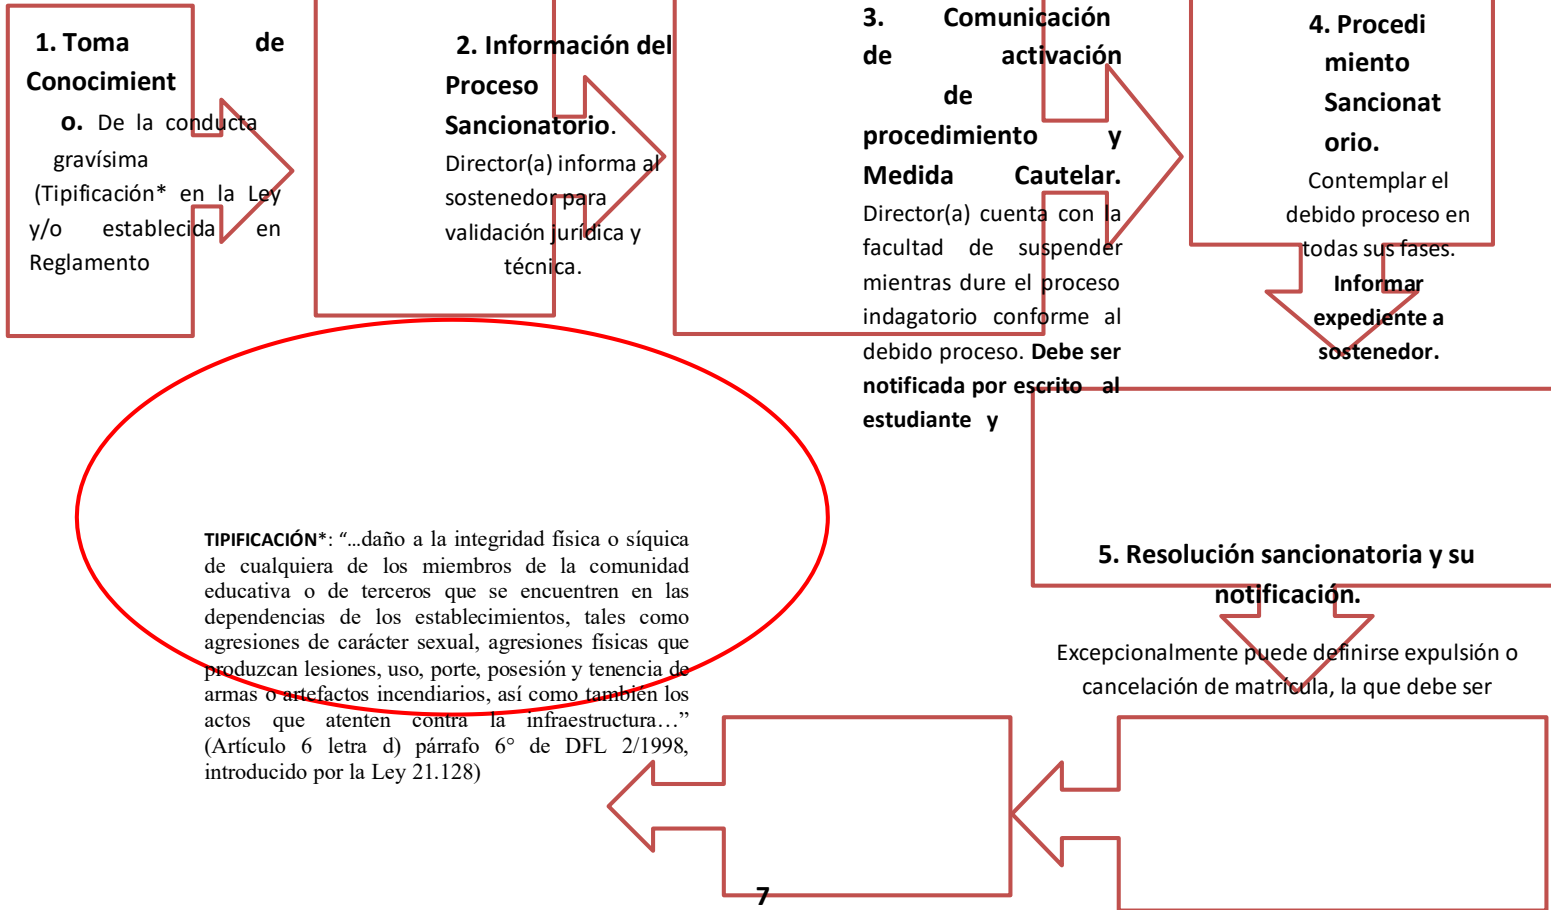 1. Toma de
Conocimient
o. De la conducta
gravísima
(Tipificación* en la Ley
y/o establecida en
Reglamento
2. Información del
Proceso
Sancionatorio.
Director(a) informa al
sostenedor para
validación jurídica y
técnica.
3. Comunicación
de activación
de
procedimiento y
Medida Cautelar.
Director(a) cuenta con la
facultad de suspender
mientras dure el proceso
indagatorio conforme al
debido proceso. Debe ser
notificada por escrito al
estudiante y
4. Procedi
miento
Sancionat
orio.
Contemplar el
debido proceso en
todas sus fases.
Informar
expediente a
sostenedor.
TIPIFICACIÓN*: “...daño a la integridad física o síquica
de cualquiera de los miembros de la comunidad
educativa o de terceros que se encuentren en las
dependencias de los establecimientos, tales como
agresiones de carácter sexual, agresiones físicas que
produzcan lesiones, uso, porte, posesión y tenencia de
armas o artefactos incendiarios, así como también los
actos que atenten contra la infraestructura…”
(Artículo 6 letra d) párrafo 6° de DFL 2/1998,
introducido por la Ley 21.128)
5. Resolución sancionatoria y su
notificación.
Excepcionalmente puede definirse expulsión o
cancelación de matrícula, la que debe ser
7